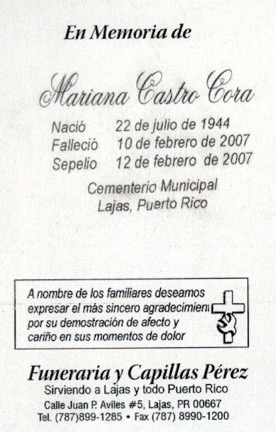 En Memoria de
Mariana Castro Cora
Nació 22 de julio de 1944
Falleció 10 de febrero de 2007
Sepelio 12 de febrero de 2007
Cementerio Municipal
Lajas, Puerto Rico
A nombre de los familiares deseamos
expresar el más sincero agradecimien
por su demostración de afecto y
cariño en sus momentos de dolor
Funeraria y Capillas Pérez
Sirviendo a Lajas y todo Puerto Rico
Calle Juan P. Aviles #5, Lajas, PR 00667
Tel. (787)899-1285 • Fax (787) 8990-1200